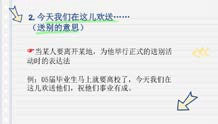 2. 今天我们在这儿欢送……
（送别的意思）
当某人要离开某地，为他举行正式的送别活
动时的表达法
例：05届毕业生马上就要离校了，今天我们在
这儿欢送他们，祝他们事业有成。